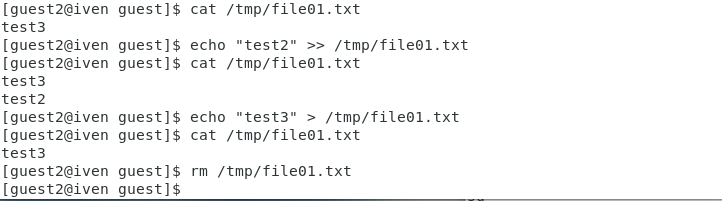 [guest2@iven guest]$ cat /tmp/file01.txt
test3
[guest2@iven guest]$ echo "test2" >> /tmp/file01.txt
[guest2@iven guest]$ cat /tmp/file01.txt
test3
test2
[guest2@iven guest]$ echo "test3" > /tmp/file01.txt
[guest2@iven guest]$ cat /tmp/file01.txt
test3
[guest2@iven guest]$ rm /tmp/file01.txt
[guest2@iven guest]$